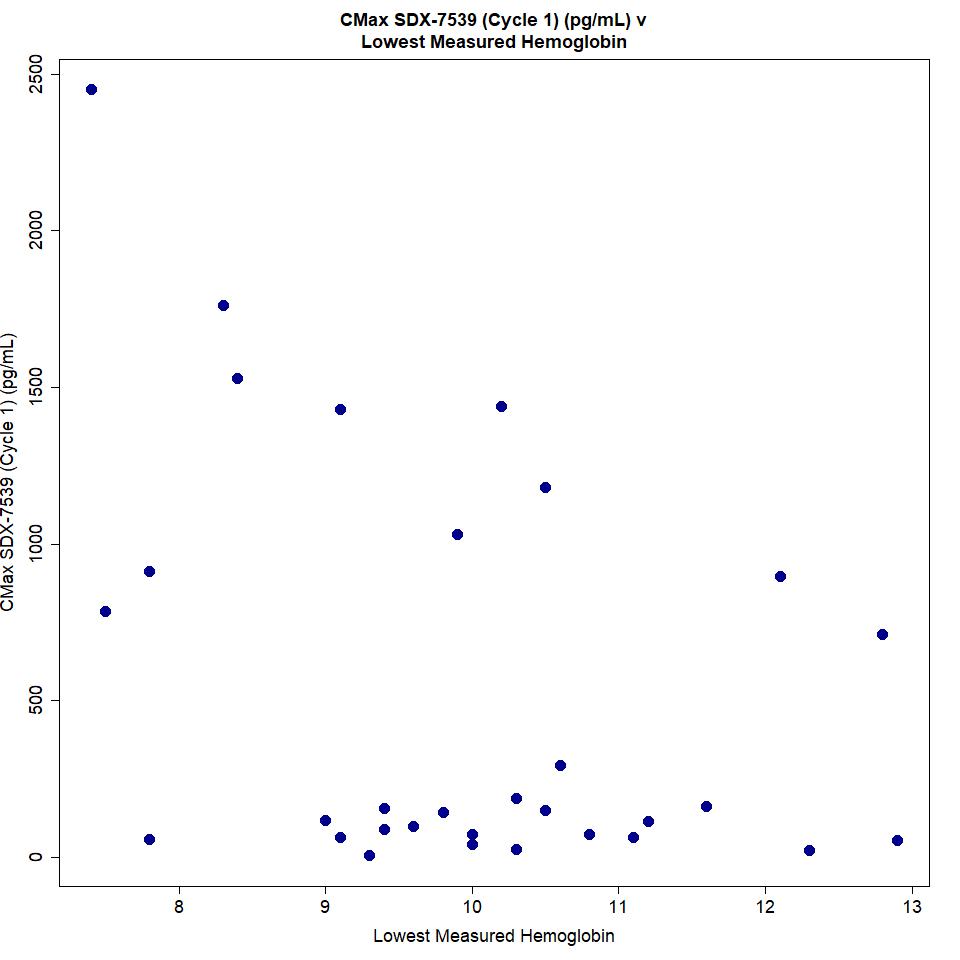 CMax SDX-7539 (Cycle 1) (pg/mL) v
Lowest Measured Hemoglobin
CMax SDX-7539 (Cycle 1) (pg/mL)
2500
2000
1500
1000
500
0
8 9 10 11 12 13
Lowest Measured Hemoglobin